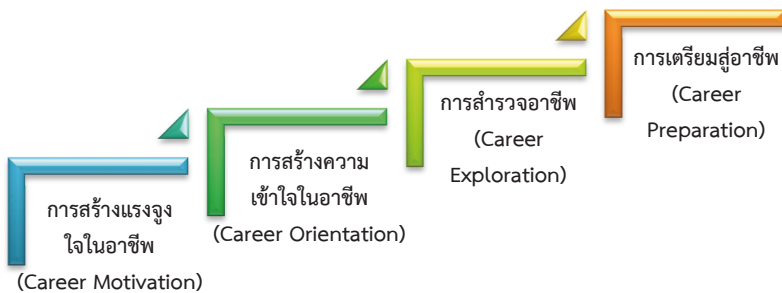 การสร้างแรงจูง
ใจในอาชีพ
(Career Motivation)
การสร้างความ
เข้าใจในอาชีพ
(Career Orientation)
การสำรวจอาชีพ
(Career
Exploration)
การเตรียมสู่อาชีพ
(Career
Preparation)